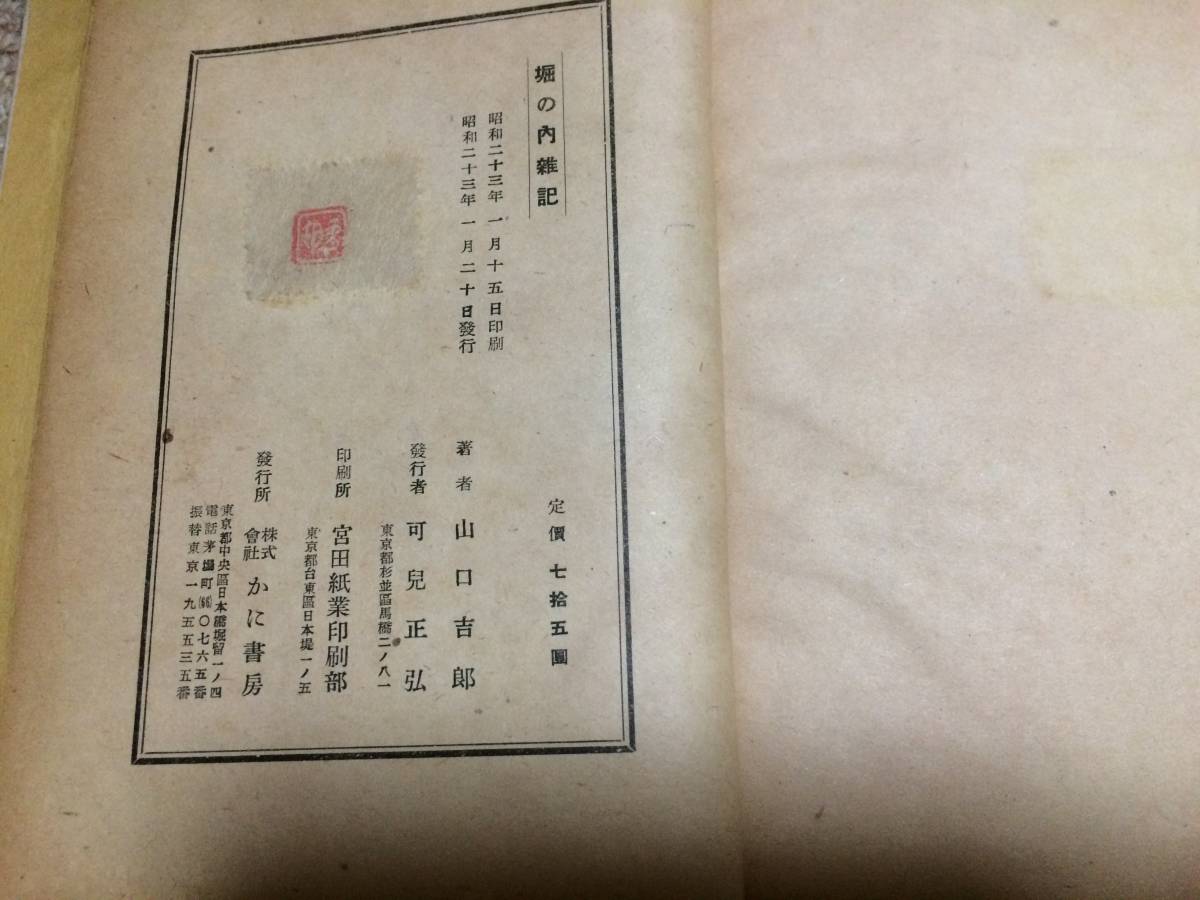 堀の內雜記
昭和二十三年一月十五日印刷
昭和二十三年一月二十日發行
定價 七拾五圓
著者 山口吉郎
發行者 可兒正弘
東京都杉並區馬橋二ノ八一
印刷所 宮田紙業印刷部
東京都台東區日本堤一ノ五
發行所 株式會社 かに書房
東京都中央區日本橋堀留一ノ四
電話茅場町〇七六五番
振替東京一九五五三五番